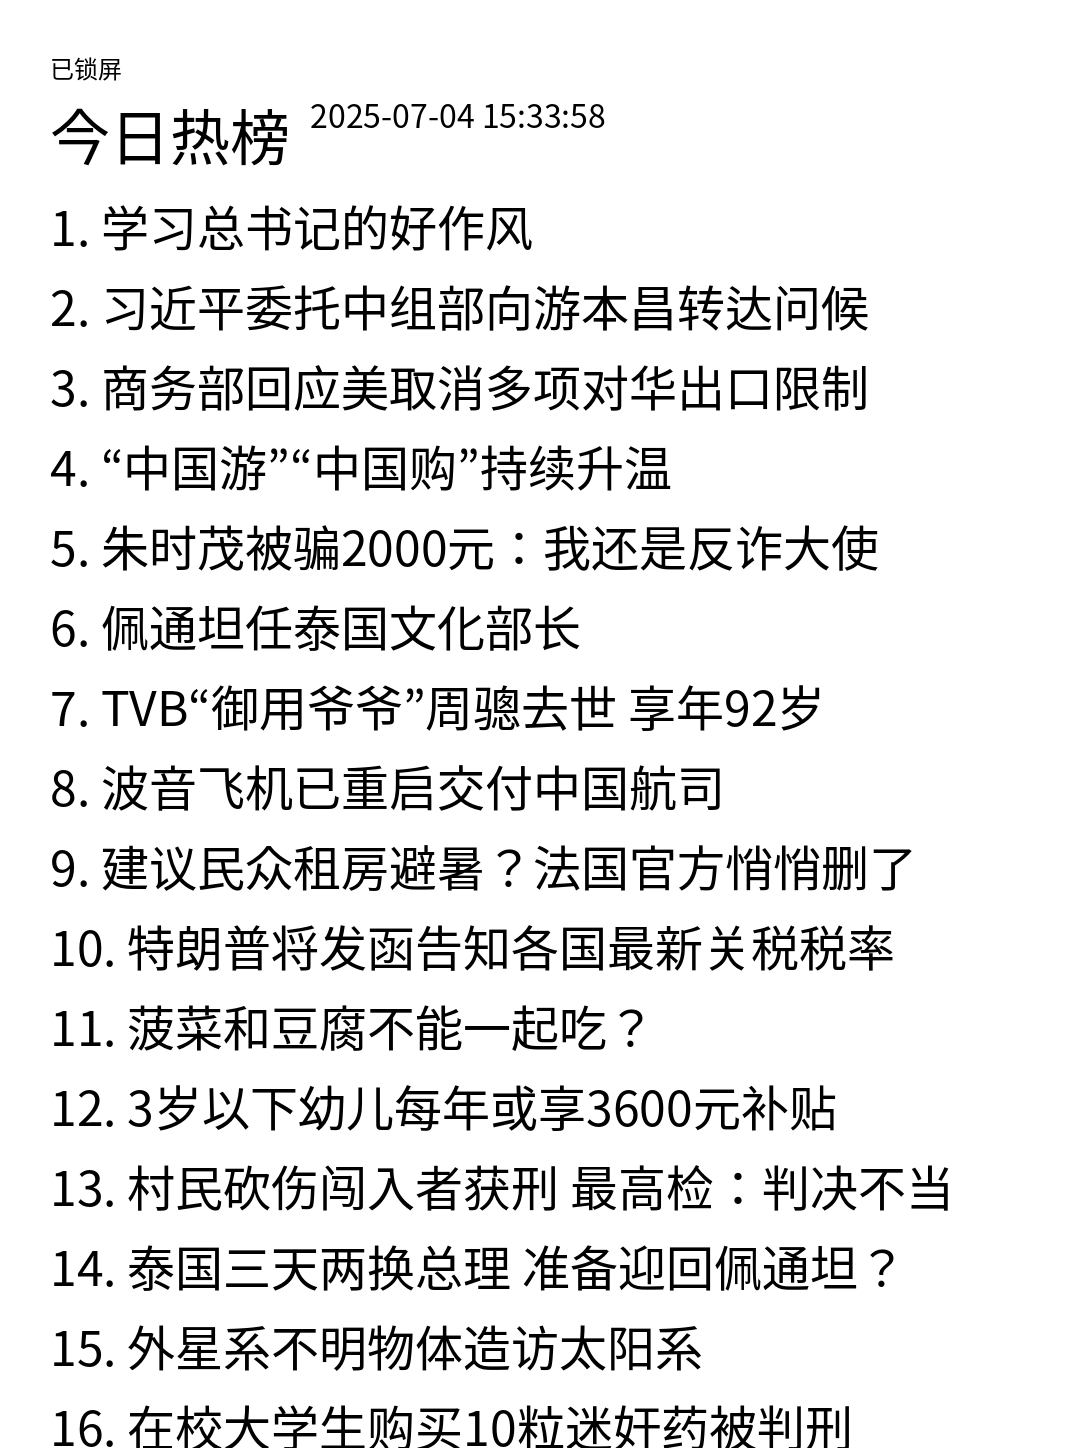 已锁屏
今日热榜 2025-07-04 15:33:58
1. 学习总书记的好作风
2. 习近平委托中组部向游本昌转达问候
3. 商务部回应美取消多项对华出口限制
4. “中国游”“中国购”持续升温
5. 朱时茂被骗2000元：我还是反诈大使
6. 佩通坦任泰国文化部长
7. TVB“御用爷爷”周骢去世 享年92岁
8. 波音飞机已重启交付中国航司
9. 建议民众租房避暑？法国官方悄悄删了
10. 特朗普将发函告知各国最新关税税率
11. 菠菜和豆腐不能一起吃？
12. 3岁以下幼儿每年或享3600元补贴
13. 村民砍伤闯入者获刑 最高检：判决不当
14. 泰国三天两换总理 准备迎回佩通坦？
15. 外星系不明物体造访太阳系
16. 在校大学生购买10粒迷奸药被判刑